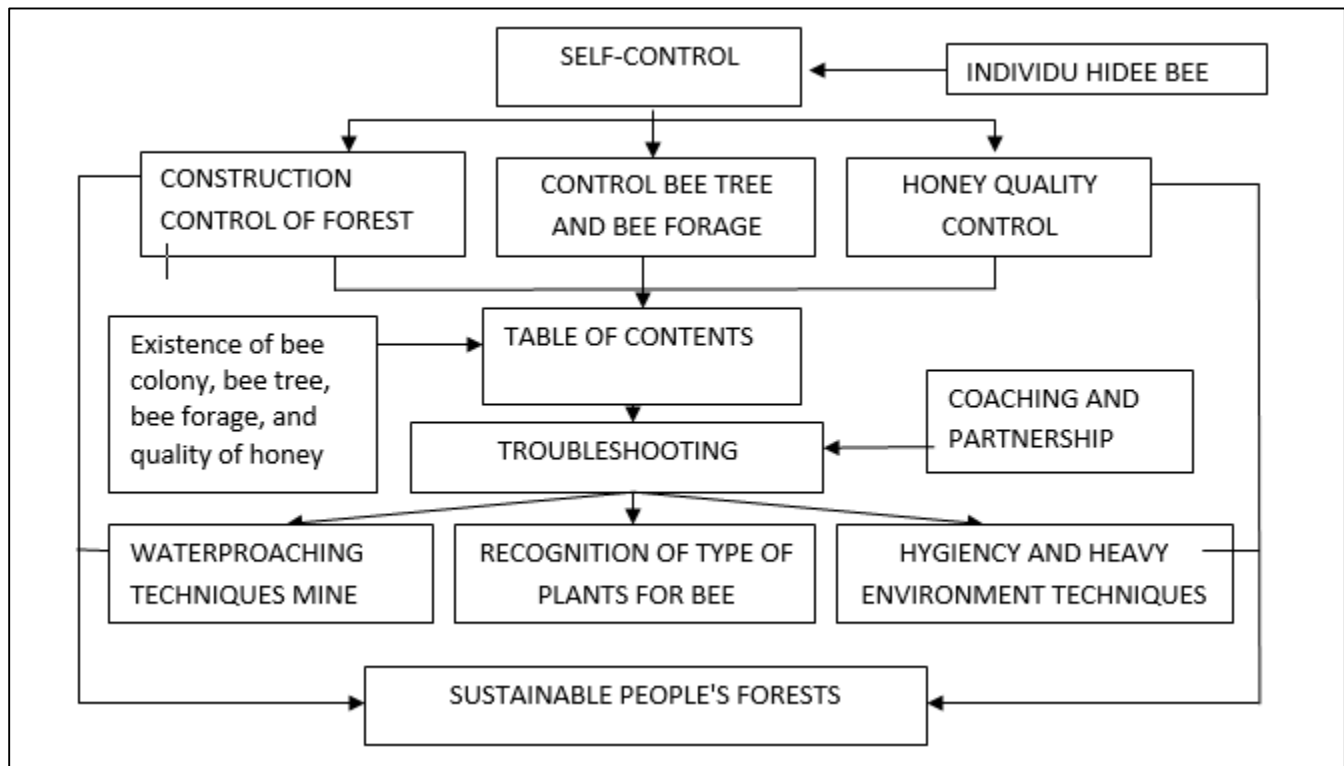 SELF-CONTROL
INDIVIDU HIDEE BEE
CONSTRUCTION
CONTROL OF FOREST
CONTROL BEE TREE
AND BEE FORAGE
HONEY QUALITY
CONTROL
Existence of bee
colony, bee tree,
bee forage, and
quality of honey
TABLE OF CONTENTS
COACHING AND
PARTNERSHIP
TROUBLESHOOTING
WATERPROACHING
TECHNIQUES MINE
RECOGNITION OF TYPE OF
PLANTS FOR BEE
HYGIENCY AND HEAVY
ENVIRONMENT TECHNIQUES
SUSTAINABLE PEOPLE'S FORESTS